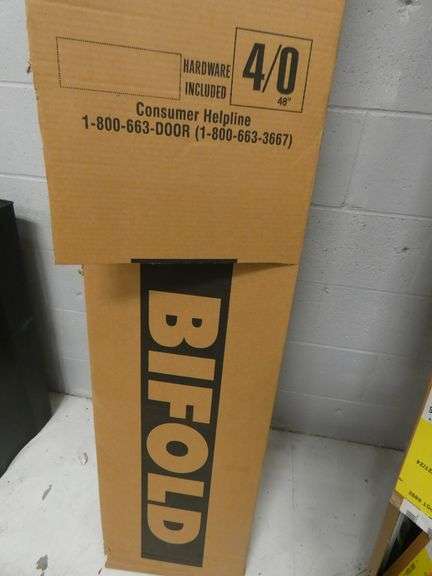 HARDWARE
INCLUDED
4/0
48"
Consumer Helpline
1-800-663-DOOR (1-800-663-3667)
BIFOLD